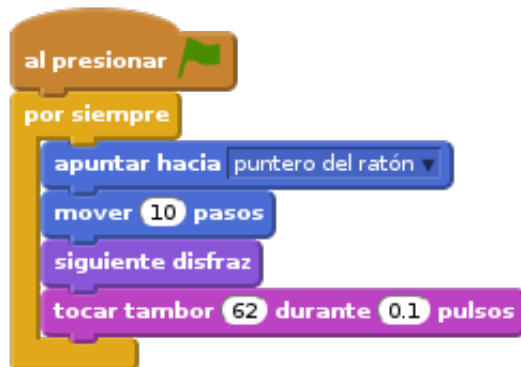 al presionar
por siempre
apuntar hacia puntero del ratón
mover 10 pasos
siguiente disfraz
tocar tambor 62 durante 0.1 pulsos